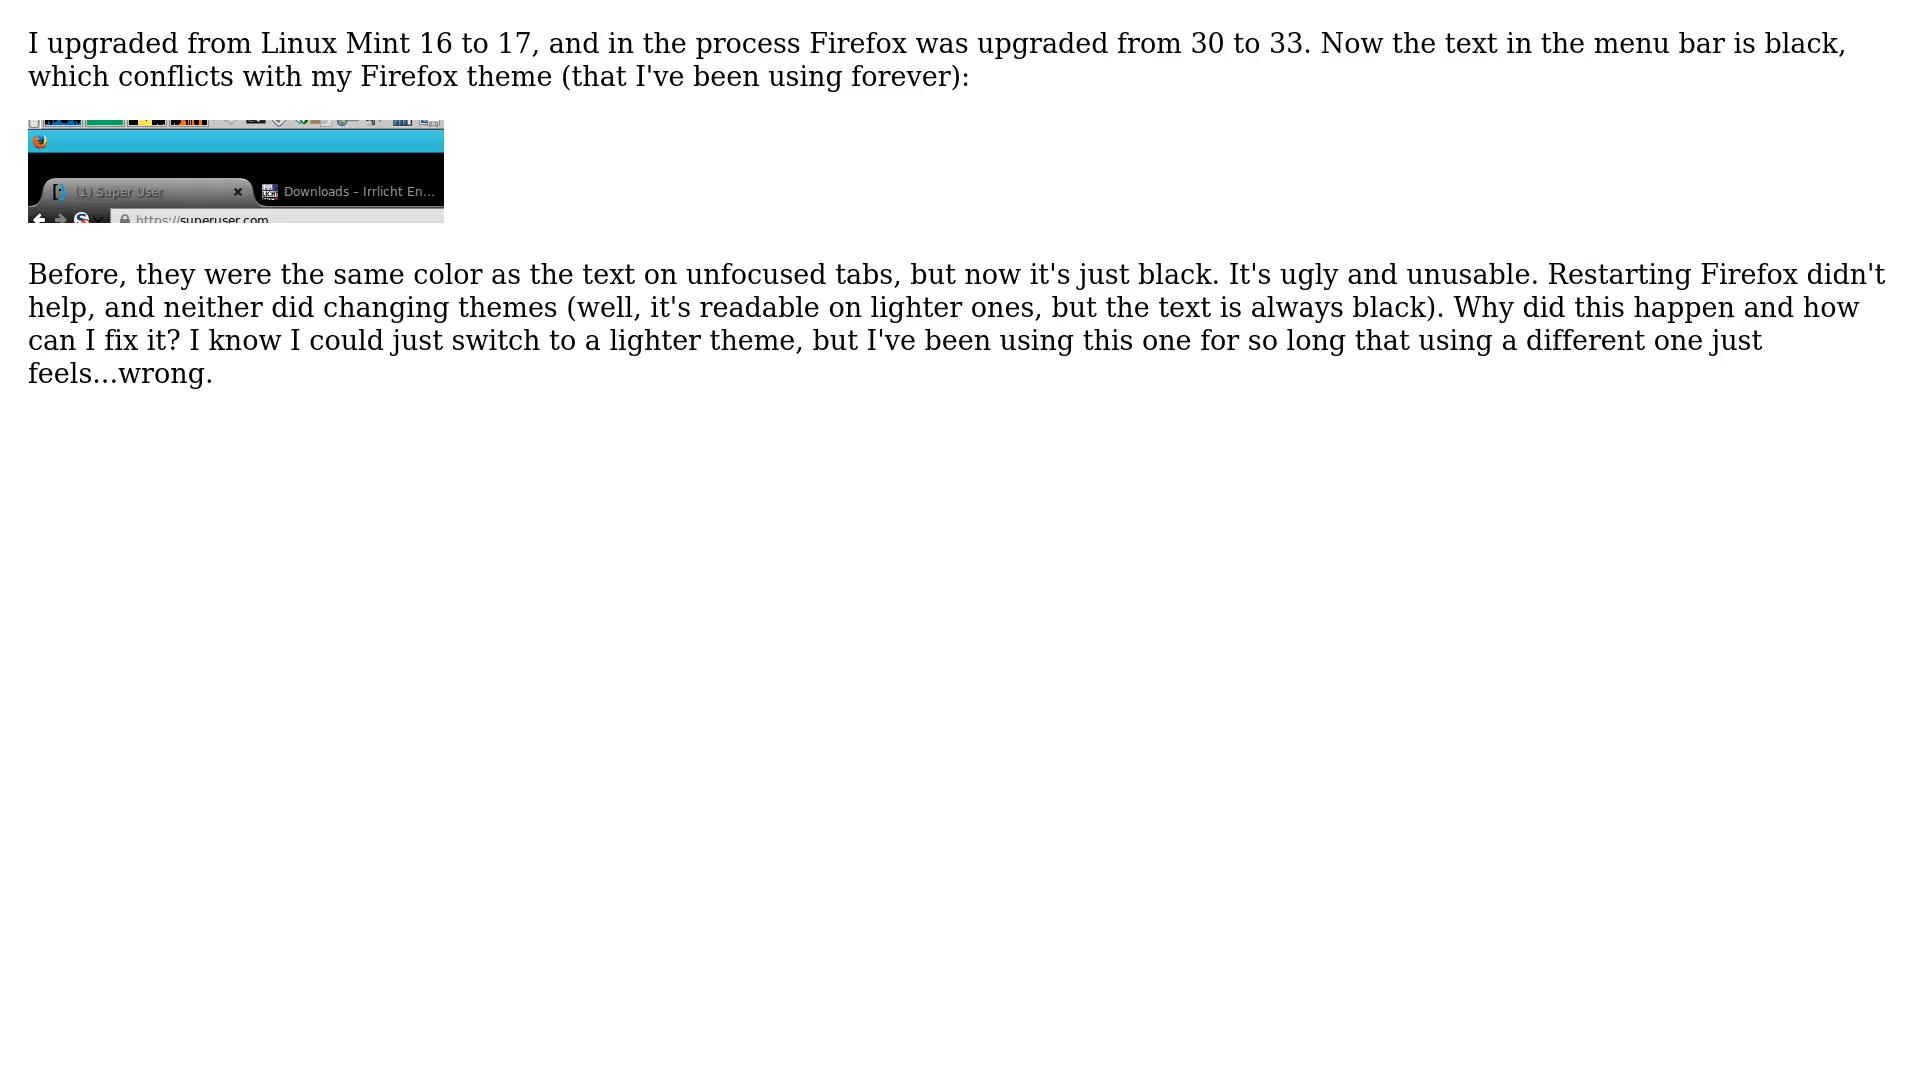 I upgraded from Linux Mint 16 to 17, and in the process Firefox was upgraded from 30 to 33. Now the text in the menu bar is black,
which conflicts with my Firefox theme (that I've been using forever):
(1) Super User
Downloads – Irrlicht En...
https://superuser.com
Before, they were the same color as the text on unfocused tabs, but now it's just black. It's ugly and unusable. Restarting Firefox didn't
help, and neither did changing themes (well, it's readable on lighter ones, but the text is always black). Why did this happen and how
can I fix it? I know I could just switch to a lighter theme, but I've been using this one for so long that using a different one just
feels...wrong.